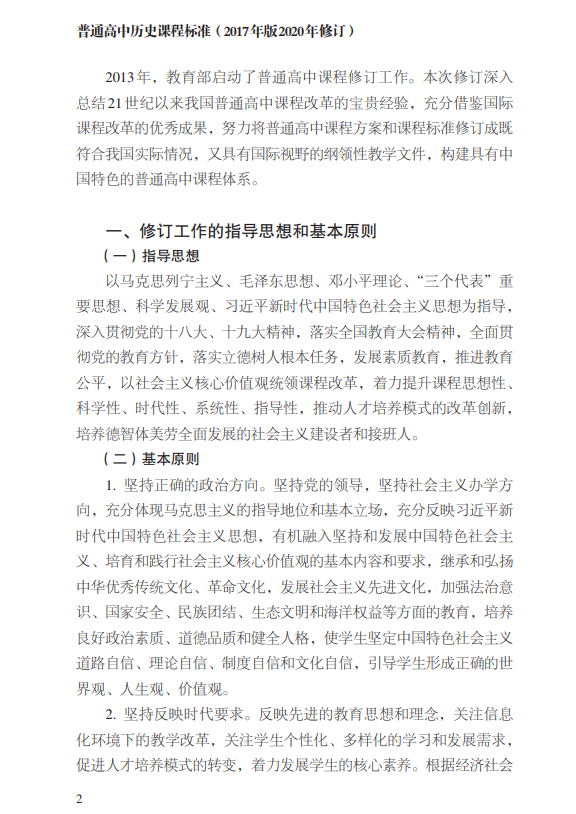 普通高中历史课程标准（2017年版2020年修订）
2013年，教育部启动了普通高中课程修订工作。本次修订深入
总结21世纪以来我国普通高中课程改革的宝贵经验，充分借鉴国际
课程改革的优秀成果，努力将普通高中课程方案和课程标准修订成既
符合我国实际情况，又具有国际视野的纲领性教学文件，构建具有中
国特色的普通高中课程体系。
一、修订工作的指导思想和基本原则
（一）指导思想
以马克思列宁主义、毛泽东思想、邓小平理论、“三个代表”重
要思想、科学发展观、习近平新时代中国特色社会主义思想为指导，
深入贯彻党的十八大、十九大精神，落实全国教育大会精神，全面贯
彻党的教育方针，落实立德树人根本任务，发展素质教育，推进教育
公平，以社会主义核心价值观统领课程改革，着力提升课程思想性、
科学性、时代性、系统性、指导性，推动人才培养模式的改革创新，
培养德智体美劳全面发展的社会主义建设者和接班人。
（二）基本原则
1. 坚持正确的政治方向。坚持党的领导，坚持社会主义办学方
向，充分体现马克思主义的指导地位和基本立场，充分反映习近平新
时代中国特色社会主义思想，有机融入坚持和发展中国特色社会主
义、培育和践行社会主义核心价值观的基本内容和要求，继承和弘扬
中华优秀传统文化、革命文化，发展社会主义先进文化，加强法治意
识、国家安全、民族团结、生态文明和海洋权益等方面的教育，培养
良好政治素质、道德品质和健全人格，使学生坚定中国特色社会主义
道路自信、理论自信、制度自信和文化自信，引导学生形成正确的世
界观、人生观、价值观。
2. 坚持反映时代要求。反映先进的教育思想和理念，关注信息
化环境下的教学改革，关注学生个性化、多样化的学习和发展需求，
促进人才培养模式的转变，着力发展学生的核心素养。根据经济社会
2